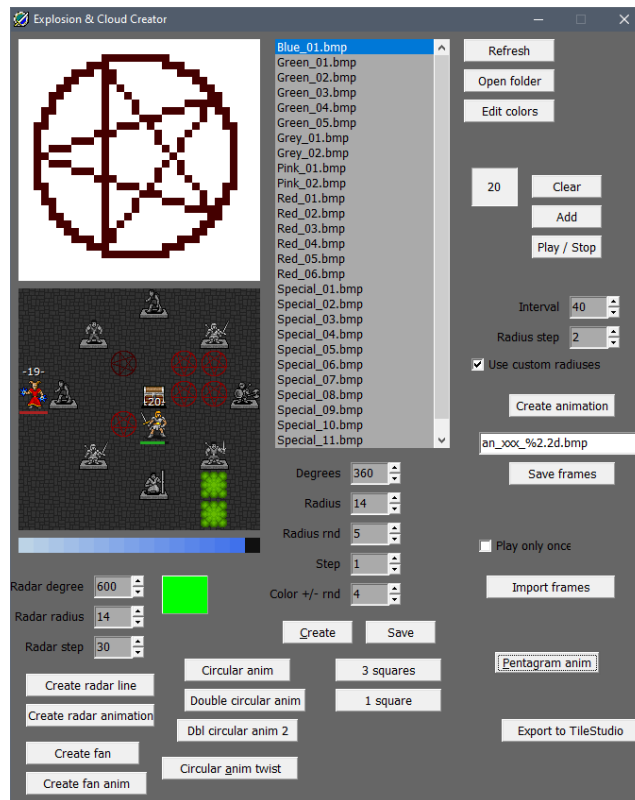 Explosion & Cloud Creator
Blue_01.bmp
Green_01.bmp
Green_02.bmp
Green_03.bmp
Green_04.bmp
Green_05.bmp
Grey_01.bmp
Grey_02.bmp
Pink_01.bmp
Pink_02.bmp
Red_01.bmp
Red_02.bmp
Red_03.bmp
Red_04.bmp
Red_05.bmp
Red_06.bmp
Special_01.bmp
Special_02.bmp
Special_03.bmp
Special_04.bmp
Special_05.bmp
Special_06.bmp
Special_07.bmp
Special_08.bmp
Special_09.bmp
Special_10.bmp
Special_11.bmp
Refresh
Open folder
Edit colors
20
Clear
Add
Play / Stop
Interval 40
Radius step 2
Use custom radiuses
Create animation
an_xxx_%2.2d.bmp
Save frames
Play only once
Import frames
Pentagram anim
Export to TileStudio
-19-
-20-
Degrees 360
Radius 14
Radius rnd 5
Step 1
Color +/- rnd 4
Create Save
Radar degree 600
Radar radius 14
Radar step 30
Create radar line
Create radar animation
Create fan
Create fan anim
Circular anim
Double circular anim
Dbl circular anim 2
Circular anim twist
3 squares
1 square